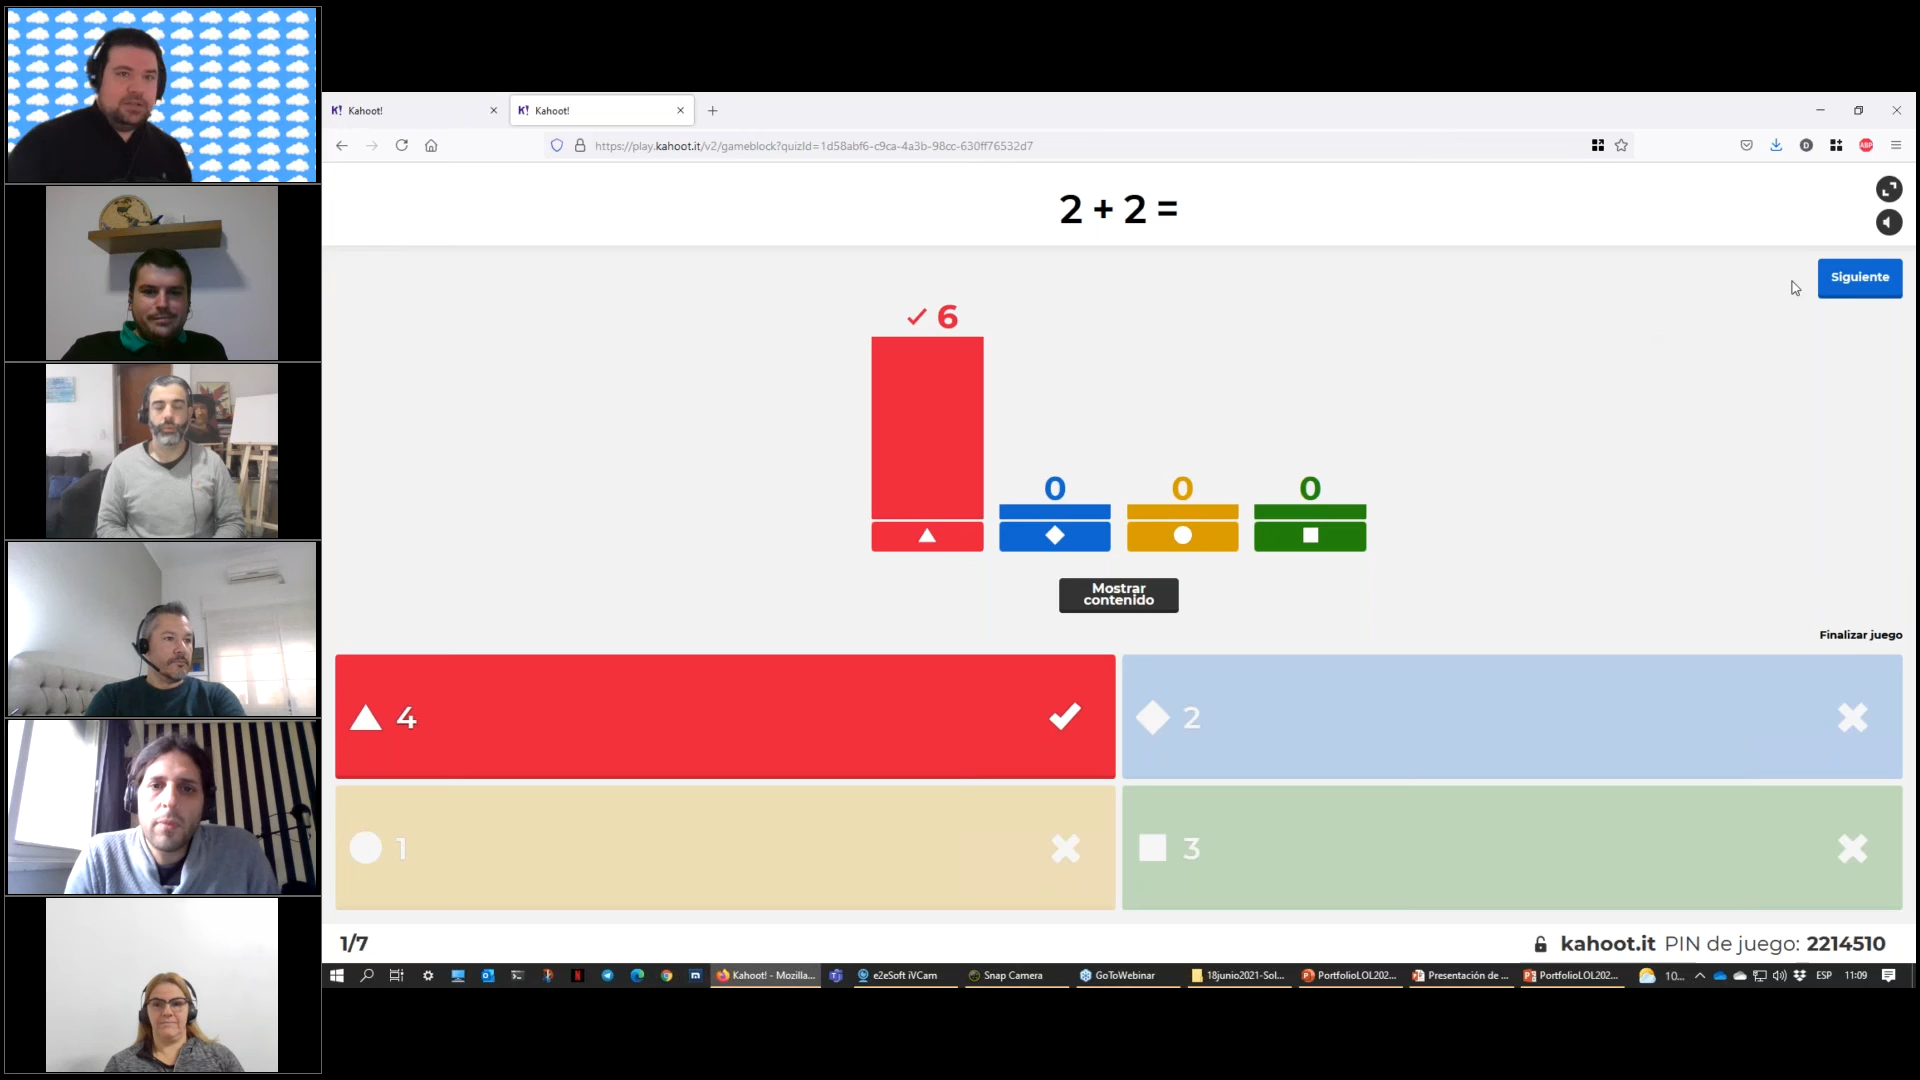 Kahoot!
Kahoot!
https://play.kahoot.it/v2/gameblock?quizId=1d58abf6-c9ca-4a3b-98cc-630ff76532d7
ABP
2 + 2 =
Siguiente
6
0
0
0
Mostrar
contenido
Finalizar juego
4
2
1
3
1/7
kahoot.it PIN de juego: 2214510
Kahoot! - Mozilla...
e2eSoft iVCam
Snap Camera
GoToWebinar
18junio2021-Sol...
PortfolioLOL202...
Presentación de ...
PortfolioLOL202...
10...
ESP
11:09